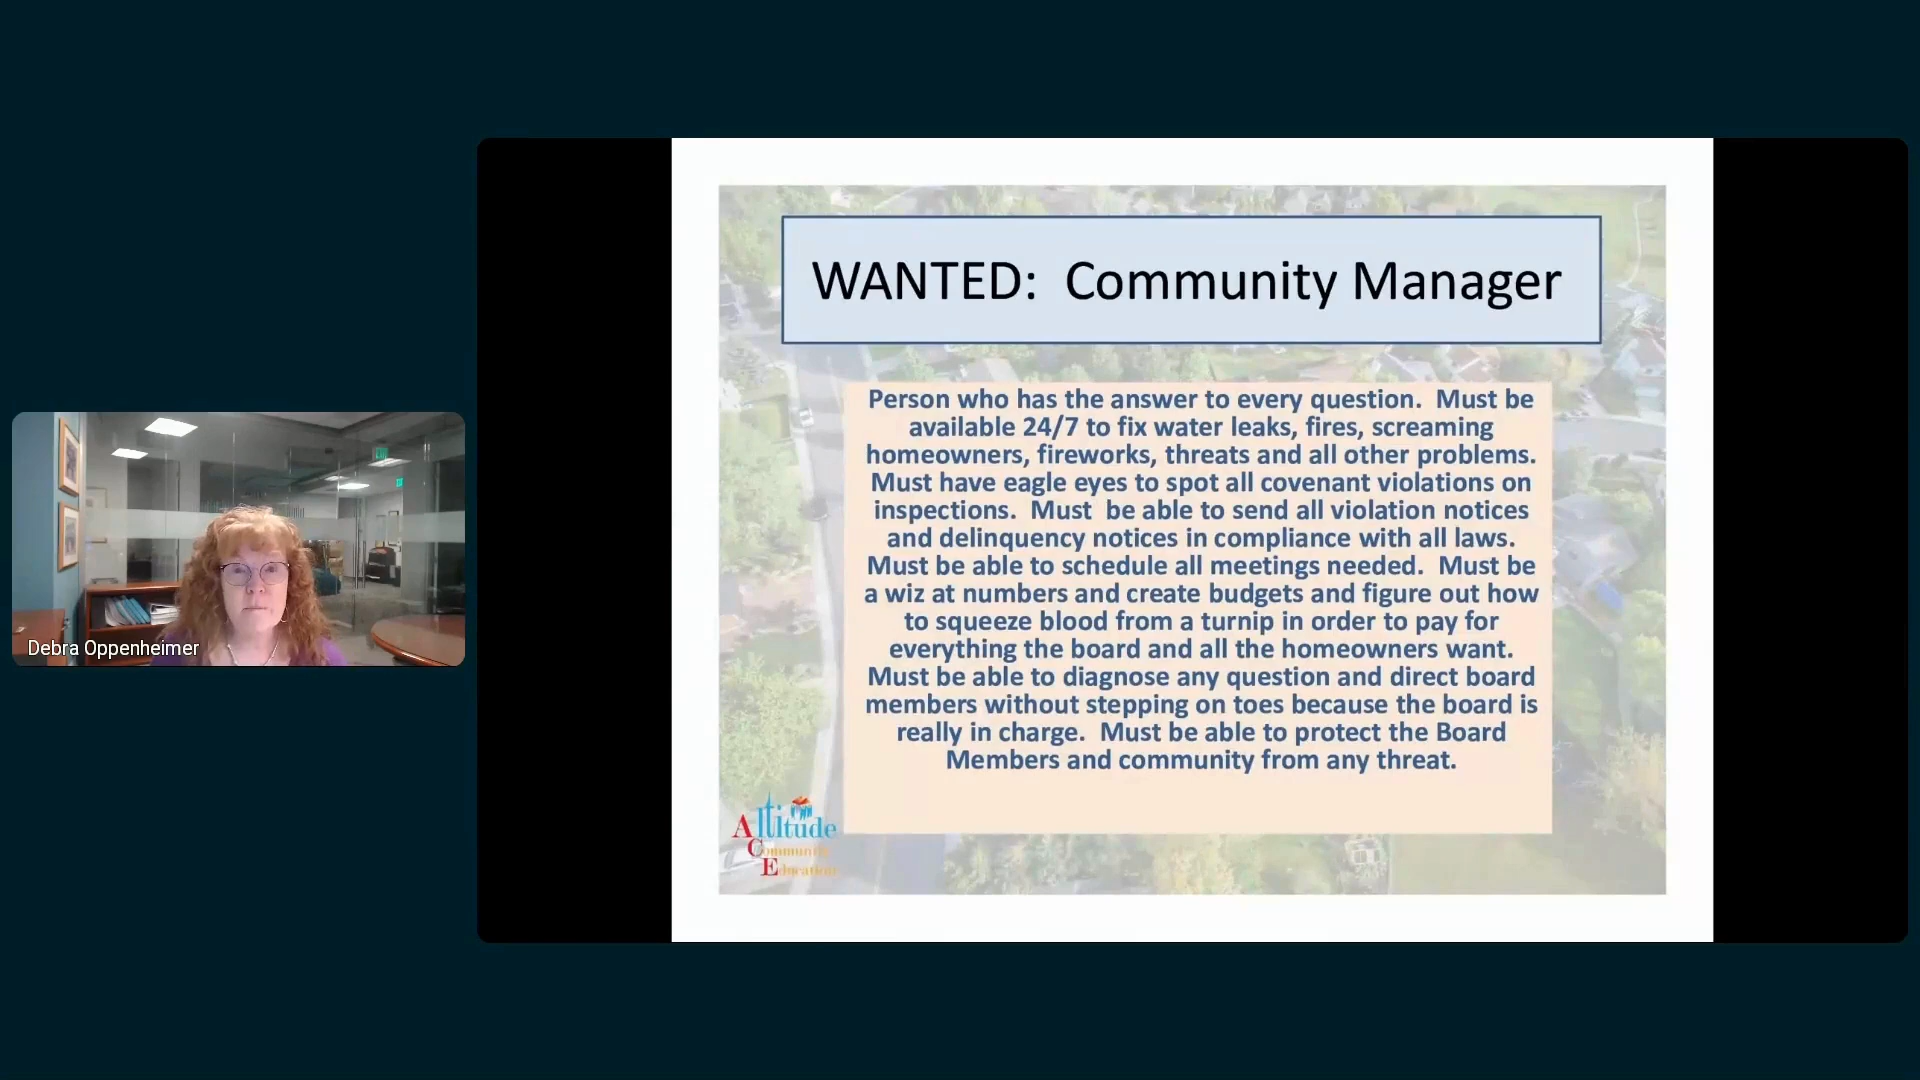 WANTED:  Community Manager
Person who has the answer to every question.  Must be
available 24/7 to fix water leaks, fires, screaming
homeowners, fireworks, threats and all other problems.
Must have eagle eyes to spot all covenant violations on
inspections.  Must  be able to send all violation notices
and delinquency notices in compliance with all laws.
Must be able to schedule all meetings needed.  Must be
a wiz at numbers and create budgets and figure out how
to squeeze blood from a turnip in order to pay for
everything the board and all the homeowners want.
Must be able to diagnose any question and direct board
members without stepping on toes because the board is
really in charge.  Must be able to protect the Board
Members and community from any threat.
Altitude
Community
Education
Debra Oppenheimer